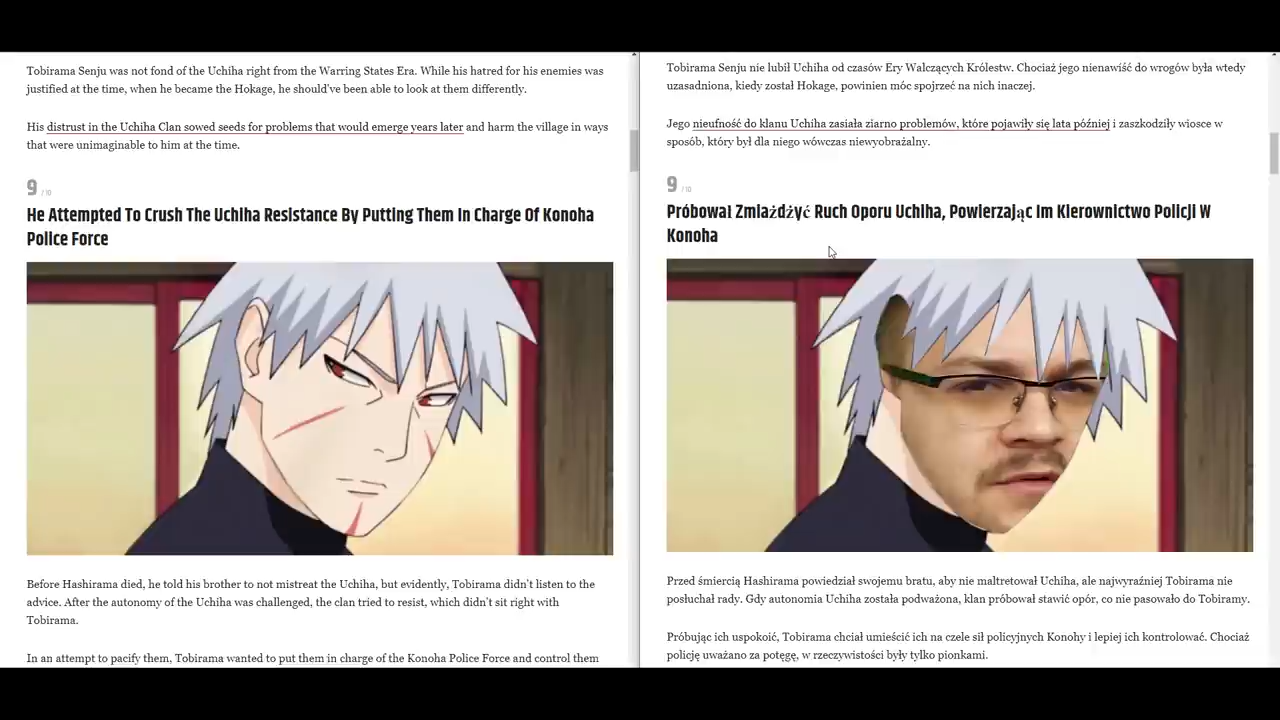 Tobirama Senju was not fond of the Uchiha right from the Warring States Era. While his hatred for his enemies was
justified at the time, when he became the Hokage, he should've been able to look at them differently.
His distrust in the Uchiha Clan sowed seeds for problems that would emerge years later and harm the village in ways
that were unimaginable to him at the time.
9 / 10
He Attempted To Crush The Uchiha Resistance By Putting Them In Charge Of Konoha
Police Force
Before Hashirama died, he told his brother to not mistreat the Uchiha, but evidently, Tobirama didn't listen to the
advice. After the autonomy of the Uchiha was challenged, the clan tried to resist, which didn't sit right with
Tobirama.
In an attempt to pacify them, Tobirama wanted to put them in charge of the Konoha Police Force and control them
Tobirama Senju nie lubił Uchiha od czasów Ery Walczących Królestw. Chociaż jego nienawiść do wrogów była wtedy
uzasadniona, kiedy został Hokage, powinien móc spojrzeć na nich inaczej.
Jego nieufność do klanu Uchiha zasiała ziarno problemów, które pojawiły się lata później i zaszkodziły wiosce w
sposób, który był dla niego wówczas niewyobrażalny.
9 / 10
Próbował Zmiażdżyć Ruch Oporu Uchiha, Powierzając Im Kierownictwo Policji W
Konoha
Przed śmiercią Hashirama powiedział swojemu bratu, aby nie maltretował Uchiha, ale najwyraźniej Tobirama nie
posłuchał rady. Gdy autonomia Uchiha została podważona, klan próbował stawić opór, co nie pasowało do Tobiramy.
Próbując ich uspokoić, Tobirama chciał umieścić ich na czele sił policyjnych Konohy i lepiej ich kontrolować. Chociaż
policję uważano za potęgę, w rzeczywistości były tylko pionkami.